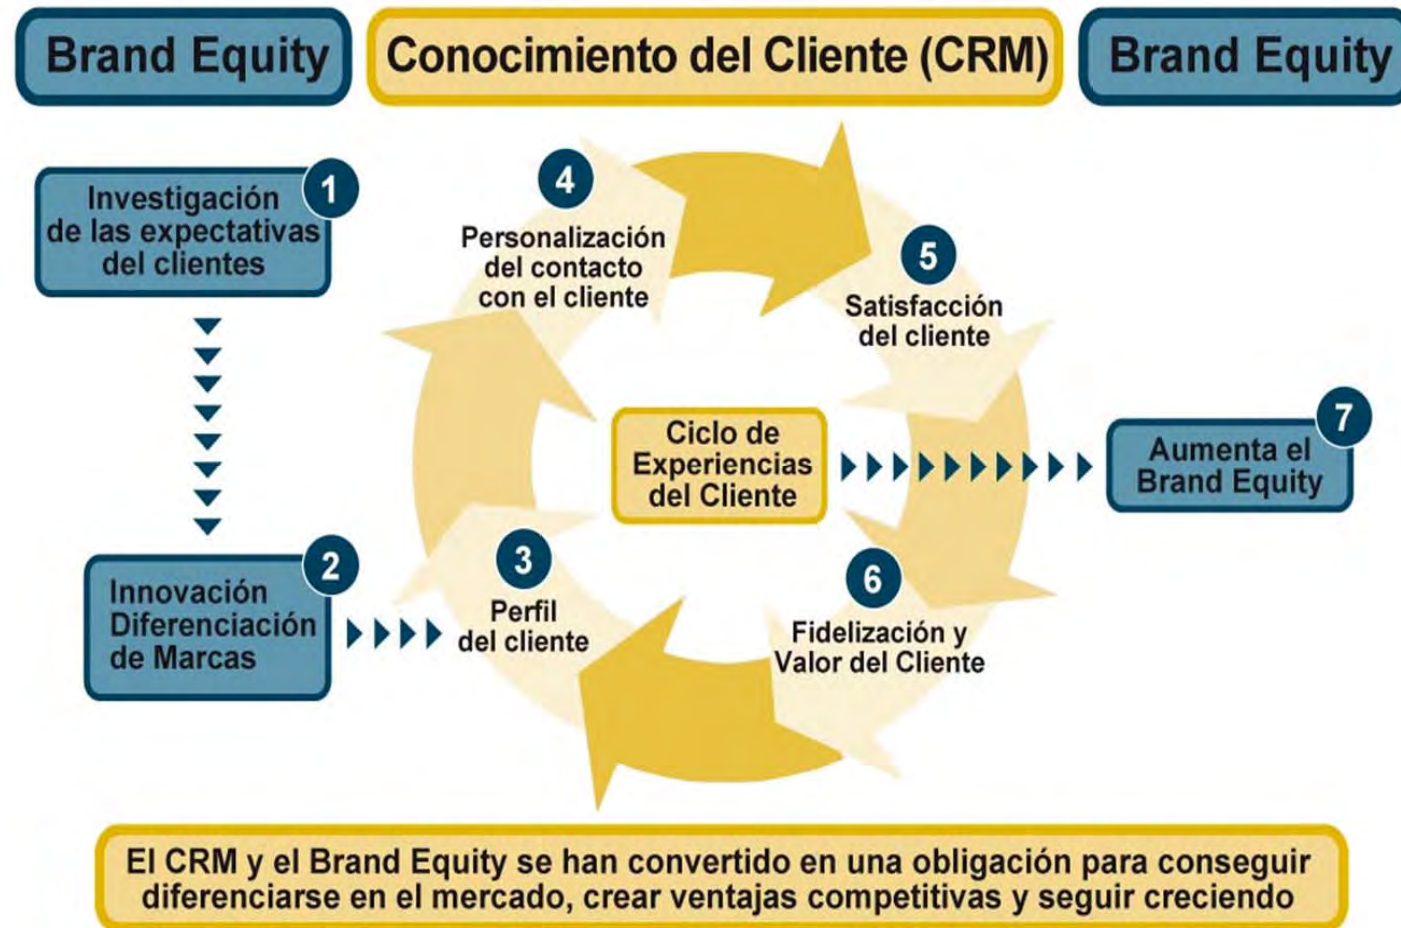 Brand Equity
Conocimiento del Cliente (CRM)
Brand Equity
1
Investigación
de las expectativas
del clientes
2
Innovación
Diferenciación
de Marcas
3
Perfil
del cliente
4
Personalización
del contacto
con el cliente
5
Satisfacción
del cliente
Ciclo de
Experiencias
del Cliente
6
Fidelización y
Valor del Cliente
7
Aumenta el
Brand Equity
El CRM y el Brand Equity se han convertido en una obligación para conseguir
diferenciarse en el mercado, crear ventajas competitivas y seguir creciendo